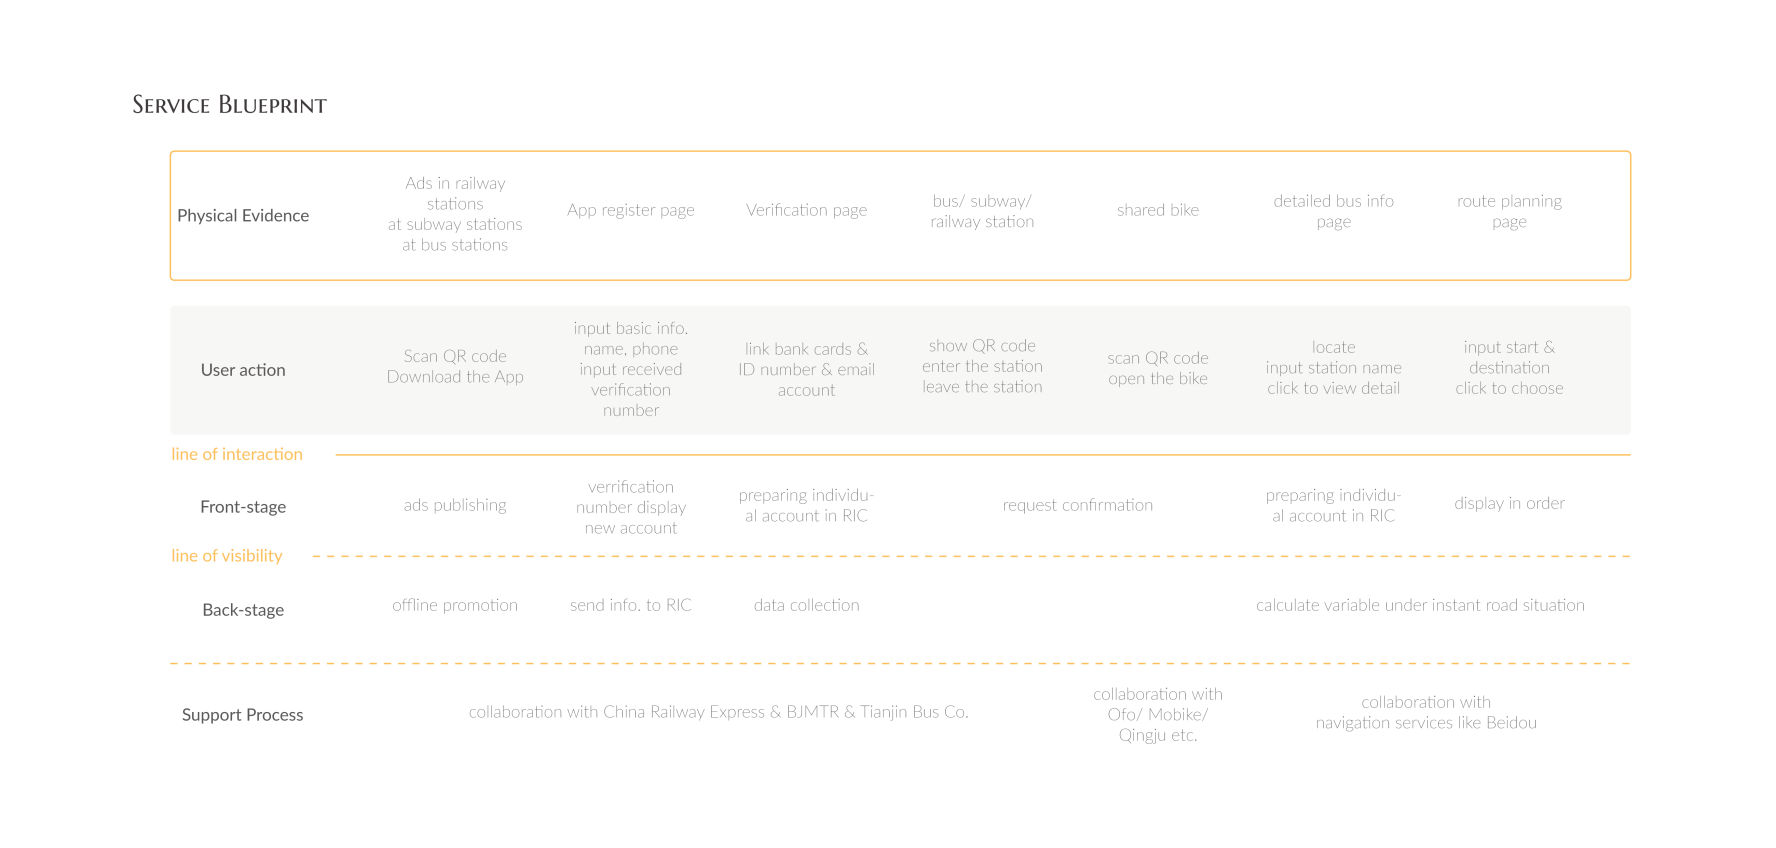 SERVICE BLUEPRINT
Physical Evidence
Ads in railway
stations
at subway stations
at bus stations
App register page
Verification page
bus/ subway/
railway station
shared bike
detailed bus info
page
route planning
page
User action
Scan QR code
Download the App
input basic info.
name, phone
input received
verification
number
link bank cards &
ID number & email
account
show QR code
enter the station
leave the station
scan QR code
open the bike
locate
input station name
click to view detail
input start &
destination
click to choose
line of interaction
Front-stage
ads publishing
verrification
number display
new account
preparing individu-
al account in RIC
request confirmation
preparing individu-
al account in RIC
display in order
line of visibility
Back-stage
offline promotion
send info. to RIC
data collection
calculate variable under instant road situation
Support Process
collaboration with China Railway Express & BJMTR & Tianjin Bus Co.
collaboration with
Ofo/ Mobike/
Qingju etc.
collaboration with
navigation services like Beidou